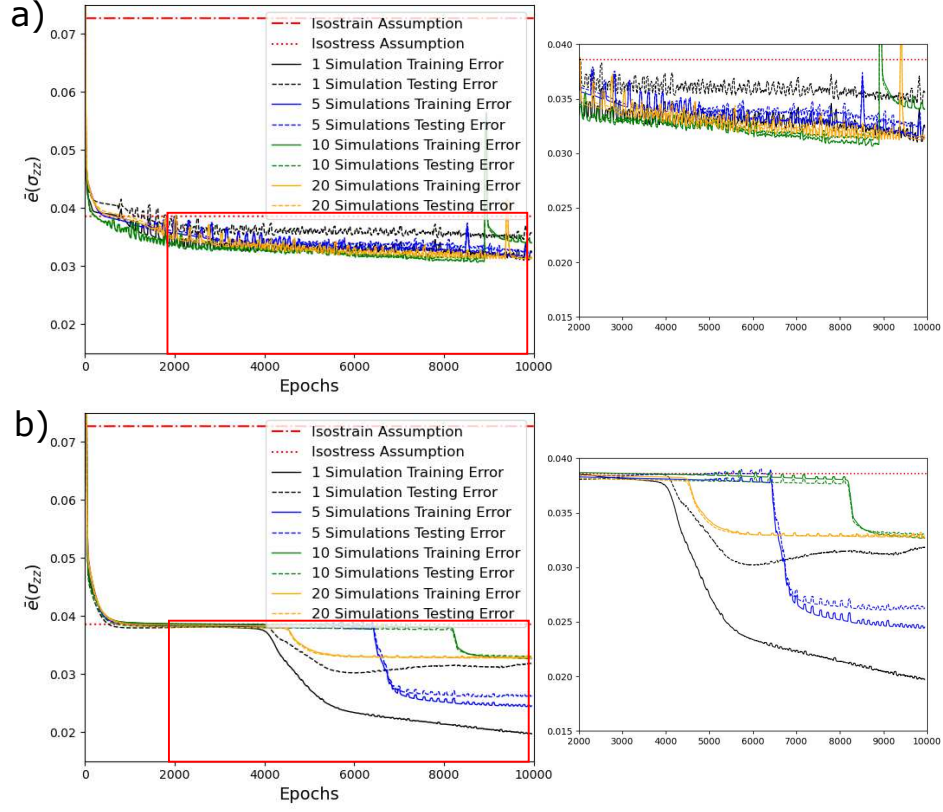 a)
0.07
0.06
0.05
0.04
0.03
0.02
ē(σzz)
0 2000 4000 6000 8000 10000
Epochs
Isostrain Assumption
Isostress Assumption
1 Simulation Training Error
1 Simulation Testing Error
5 Simulations Training Error
5 Simulations Testing Error
10 Simulations Training Error
10 Simulations Testing Error
20 Simulations Training Error
20 Simulations Testing Error
0.040
0.035
0.030
0.025
0.020
0.015
2000 3000 4000 5000 6000 7000 8000 9000 10000
b)
0.07
0.06
0.05
0.04
0.03
0.02
ē(σzz)
0 2000 4000 6000 8000 10000
Epochs
Isostrain Assumption
Isostress Assumption
1 Simulation Training Error
1 Simulation Testing Error
5 Simulations Training Error
5 Simulations Testing Error
10 Simulations Training Error
10 Simulations Testing Error
20 Simulations Training Error
20 Simulations Testing Error
0.040
0.035
0.030
0.025
0.020
0.015
2000 3000 4000 5000 6000 7000 8000 9000 10000